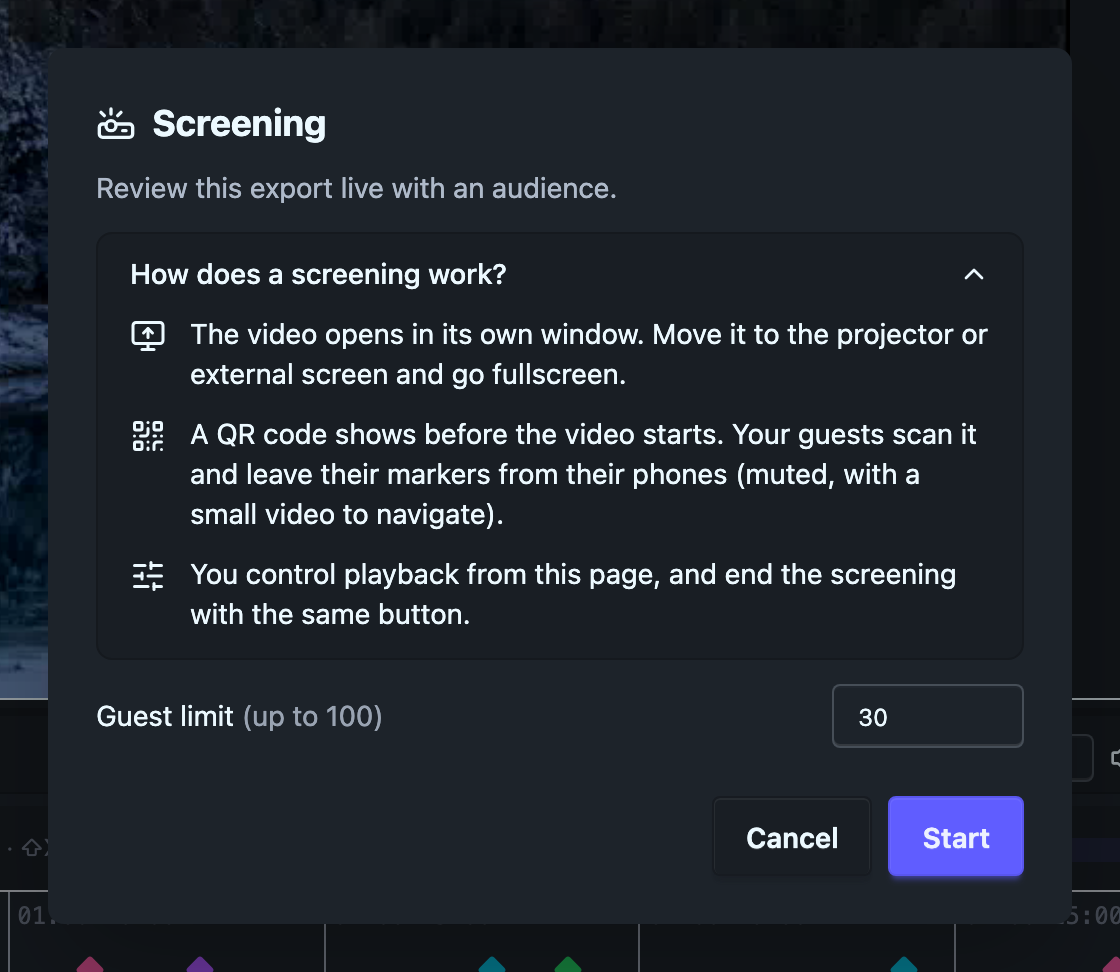 Screening
Review this export live with an audience.
How does a screening work?
The video opens in its own window. Move it to the projector or
external screen and go fullscreen.
A QR code shows before the video starts. Your guests scan it
and leave their markers from their phones (muted, with a
small video to navigate).
You control playback from this page, and end the screening
with the same button.
Guest limit (up to 100)
30
Cancel
Start